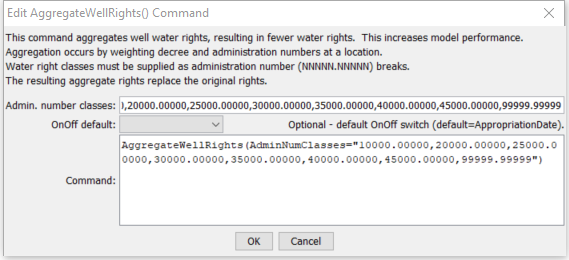 Edit AggregateWellRights() Command
This command aggregates well water rights, resulting in fewer water rights.  This increases model performance.
Aggregation occurs by weighting decree and administration numbers at a location.
Water right classes must be supplied as administration number (NNNNN.NNNNN) breaks.
The resulting aggregate rights replace the original rights.
Admin. number classes: ),20000.00000,25000.00000,30000.00000,35000.00000,40000.00000,45000.00000,99999.99999
OnOff default: Optional - default OnOff switch (default=AppropriationDate).
AggregateWellRights(AdminNumClasses="10000.00000,20000.00000,25000.0
0000,30000.00000,35000.00000,40000.00000,45000.00000,99999.99999")
Command:
OK Cancel